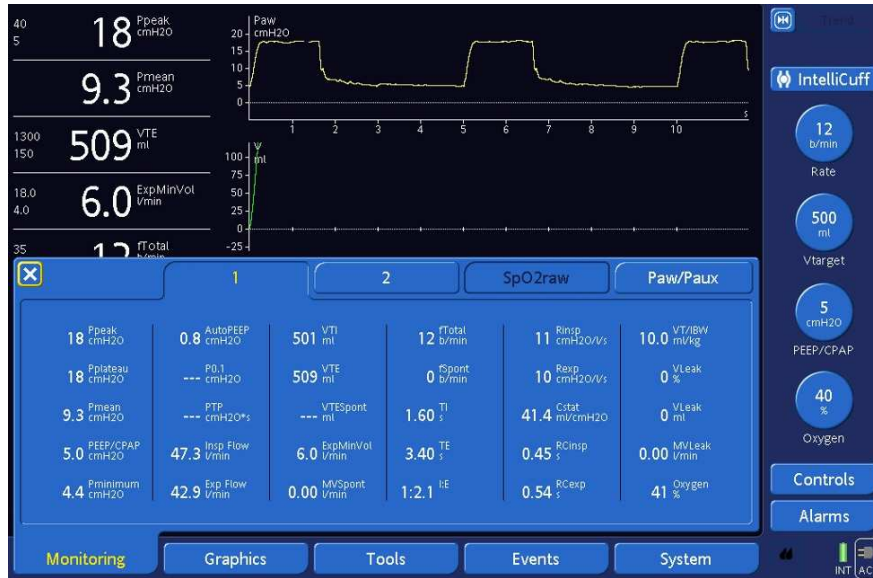 40
5
18 Ppeak cmH2O
9.3 Pmean cmH2O
1300
150
509 VTE ml
18.0
4.0
6.0 ExpMinVol l/min
35
12 fTotal b/min
Paw
cmH2O
20
15
10
5
0
1 2 3 4 5 6 7 8 9 10
s
V
ml
100
75
50
25
0
-25
IntelliCuff
12
b/min
Rate
500
ml
Vtarget
5
cmH2O
PEEP/CPAP
40
%
Oxygen
Controls
Alarms
1 2 SpO2raw Paw/Paux
18 Ppeak cmH2O 0.8 AutoPEEP cmH2O 501 VTI ml 12 fTotal b/min 11 Rinsp cmH2O/l/s 10.0 VT/IBW ml/kg
18 Pplateau cmH2O --- P0.1 cmH2O 509 VTE ml 0 fSpont b/min 10 Rexp cmH2O/l/s 0 VLeak %
9.3 Pmean cmH2O --- PTP cmH2O*s --- VTESpont ml 1.60 TI s 41.4 Cstat ml/cmH2O 0 VLeak ml
5.0 PEEP/CPAP cmH2O 47.3 Insp Flow l/min 6.0 ExpMinVol l/min 3.40 TE s 0.45 RCinsp s 0.00 MVLeak l/min
4.4 Pminimum cmH2O 42.9 Exp Flow l/min 0.00 MVSpont l/min 1:2.1 I:E 0.54 RCexp s 41 Oxygen %
Monitoring Graphics Tools Events System
INT AC